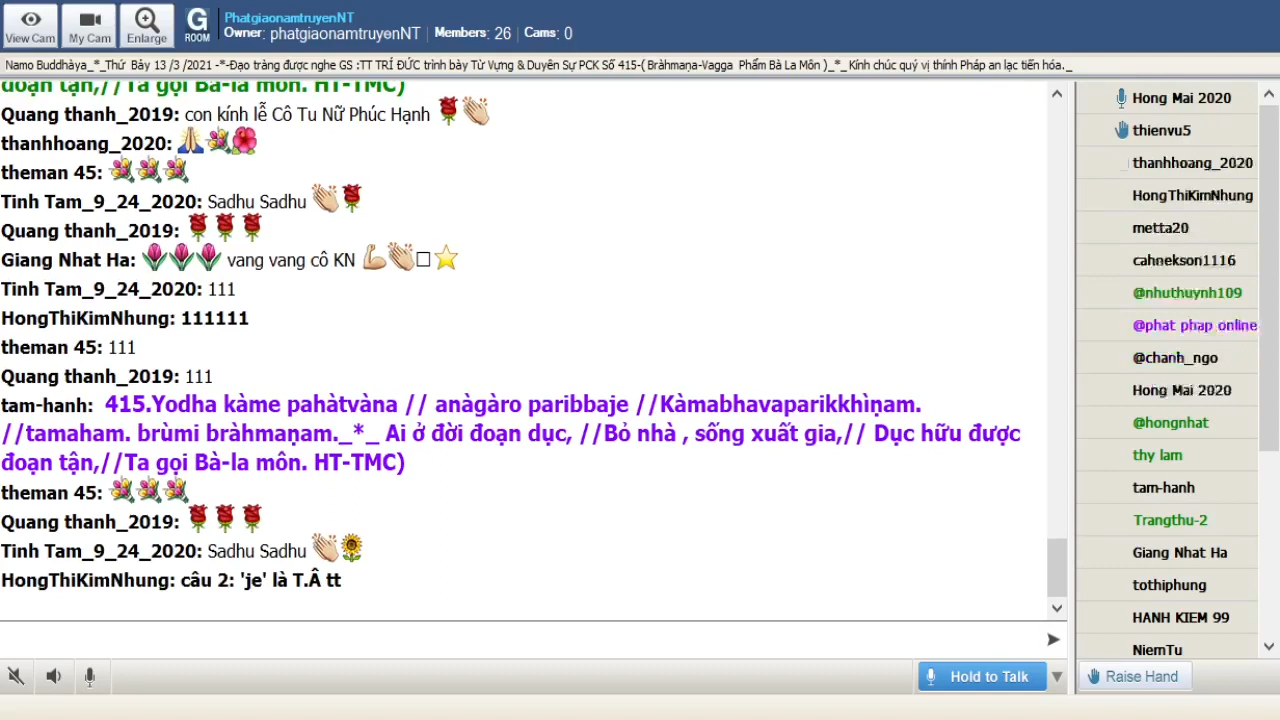 View Cam
My Cam
Enlarge
G
ROOM
PhatgiaonamtruyenNT
Owner: phatgiaonamtruyenNT | Members: 26 | Cams: 0
Namo Buddhàya_*_Thứ Bảy 13 /3 /2021 -*-Đạo tràng được nghe GS :TT TRÍ ĐỨC trình bày Từ Vựng & Duyên Sự PCK Số 415-( Bràhmaṇa-Vagga Phẩm Bà La Môn )_*_ Kính chúc quý vị thính Pháp an lạc tiến hóa._
đoạn tận,//Ta gọi Bà-la môn. HT-TMC)
Quang thanh_2019: con kính lễ Cô Tu Nữ Phúc Hạnh 🌹👏
thanhhoang_2020: 🙏💐🌺
theman 45: 💐💐💐
Tinh Tam_9_24_2020: Sadhu Sadhu 👏🌹
Quang thanh_2019: 🌹🌹🌹
Giang Nhat Ha: 🌷🌷🌷 vang vang cô KN 💪👏□⭐
Tinh Tam_9_24_2020: 111
HongThiKimNhung: 111111
theman 45: 111
Quang thanh_2019: 111
tam-hanh: 415.Yodha kàme pahàtvàna // anàgàro paribbaje //Kàmabhavaparikkhìṇam.
//tamaham. brùmi bràhmaṇam._*_ Ai ở đời đoạn dục, //Bỏ nhà , sống xuất gia,// Dục hữu được
đoạn tận,//Ta gọi Bà-la môn. HT-TMC)
theman 45: 💐💐💐
Quang thanh_2019: 🌹🌹🌹
Tinh Tam_9_24_2020: Sadhu Sadhu 👏🌻
HongThiKimNhung: câu 2: 'je' là T.Â tt
Hold to Talk
Hong Mai 2020
thienvu5
thanhhoang_2020
HongThiKimNhung
metta20
cahnekson1116
@nhuthuynh109
@phat phap online
@chanh_ngo
Hong Mai 2020
@hongnhat
thy lam
tam-hanh
Trangthu-2
Giang Nhat Ha
tothiphung
HANH KIEM 99
NiemTu
Raise Hand